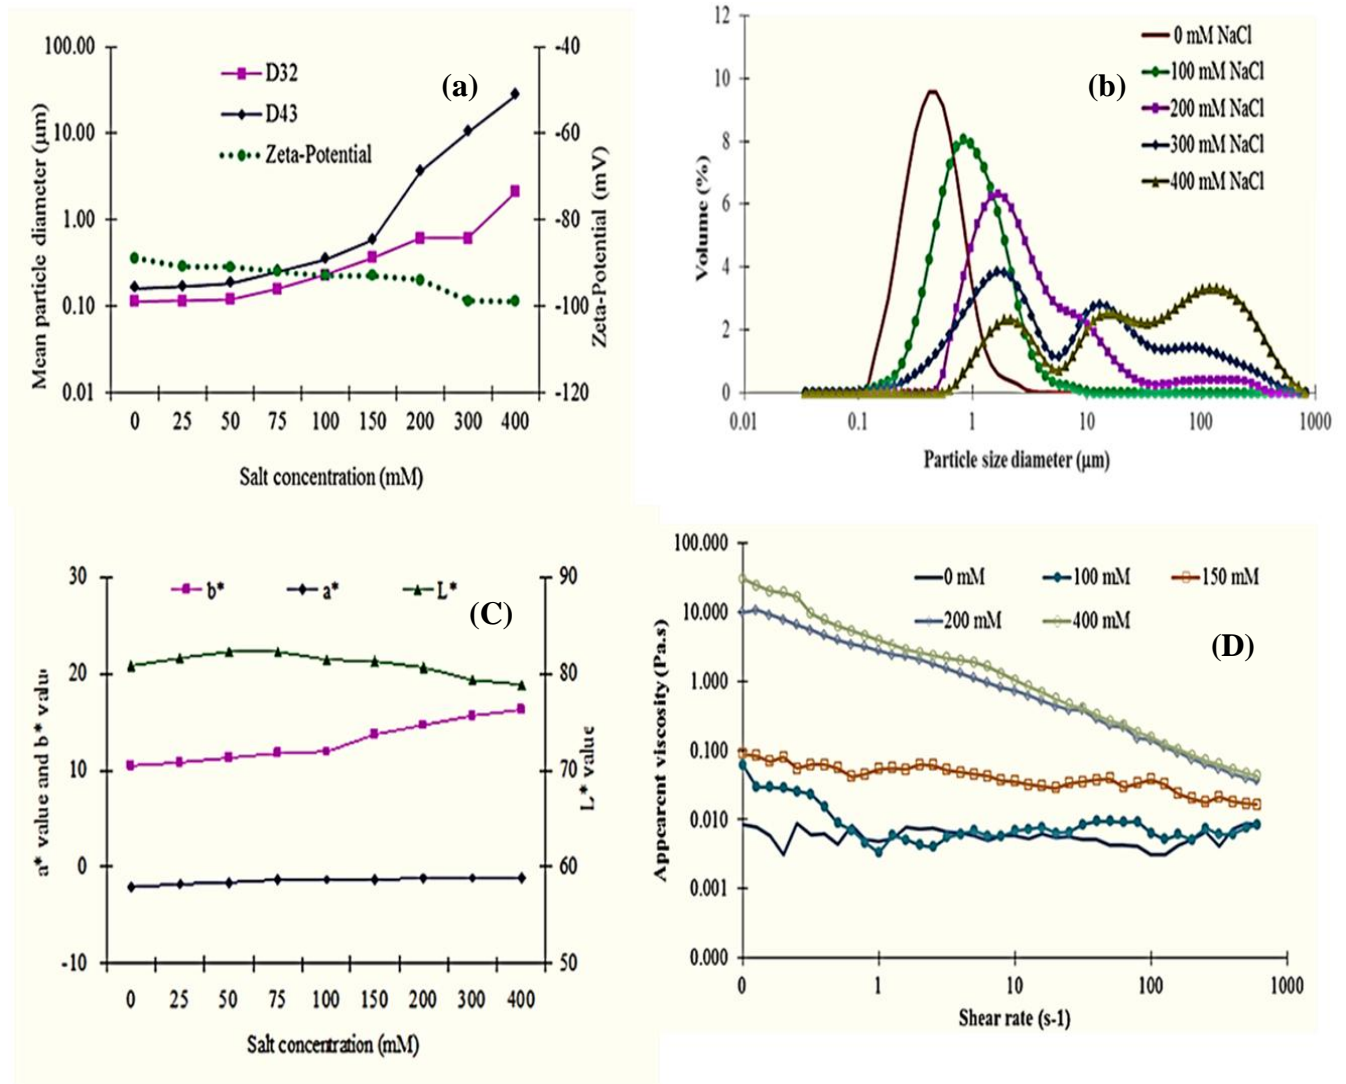 100.00
10.00
1.00
0.10
0.01
Mean particle diameter (µm)
D32
D43
Zeta-Potential
(a)
-40
-60
-80
-100
-120
Zeta-Potential (mV)
0 25 50 75 100 150 200 300 400
Salt concentration (mM)
12
10
8
6
4
2
0
Volume (%)
(b)
0 mM NaCl
100 mM NaCl
200 mM NaCl
300 mM NaCl
400 mM NaCl
0.01 0.1 1 10 100 1000
Particle size diameter (µm)
30
20
10
0
-10
a* value and b* valu
b* a* L*
(C)
90
80
70
60
50
L* value
0 25 50 75 100 150 200 300 400
Salt concentration (mM)
100.000
10.000
1.000
0.100
0.010
0.001
0.000
Appearent viscosity (Pa.s)
0 mM 100 mM 150 mM
200 mM 400 mM
(D)
0 1 10 100 1000
Shear rate (s-1)